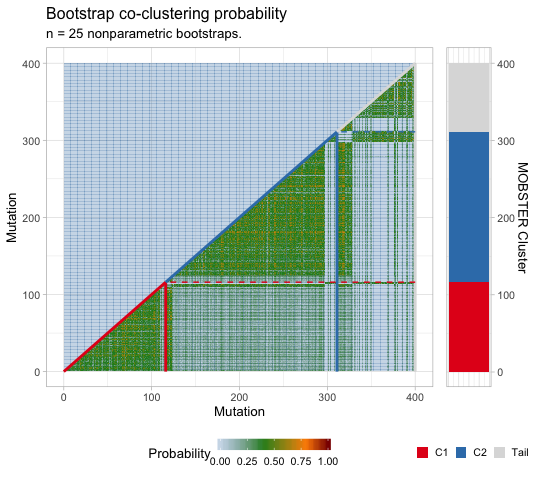 Bootstrap co-clustering probability
n = 25 nonparametric bootstraps.
400
300
200
100
0
Mutation
0 100 200 300 400
Mutation
400
300
200
100
0
MOBSTER Cluster
Probability
0.00 0.25 0.50 0.75 1.00
C1 C2 Tail